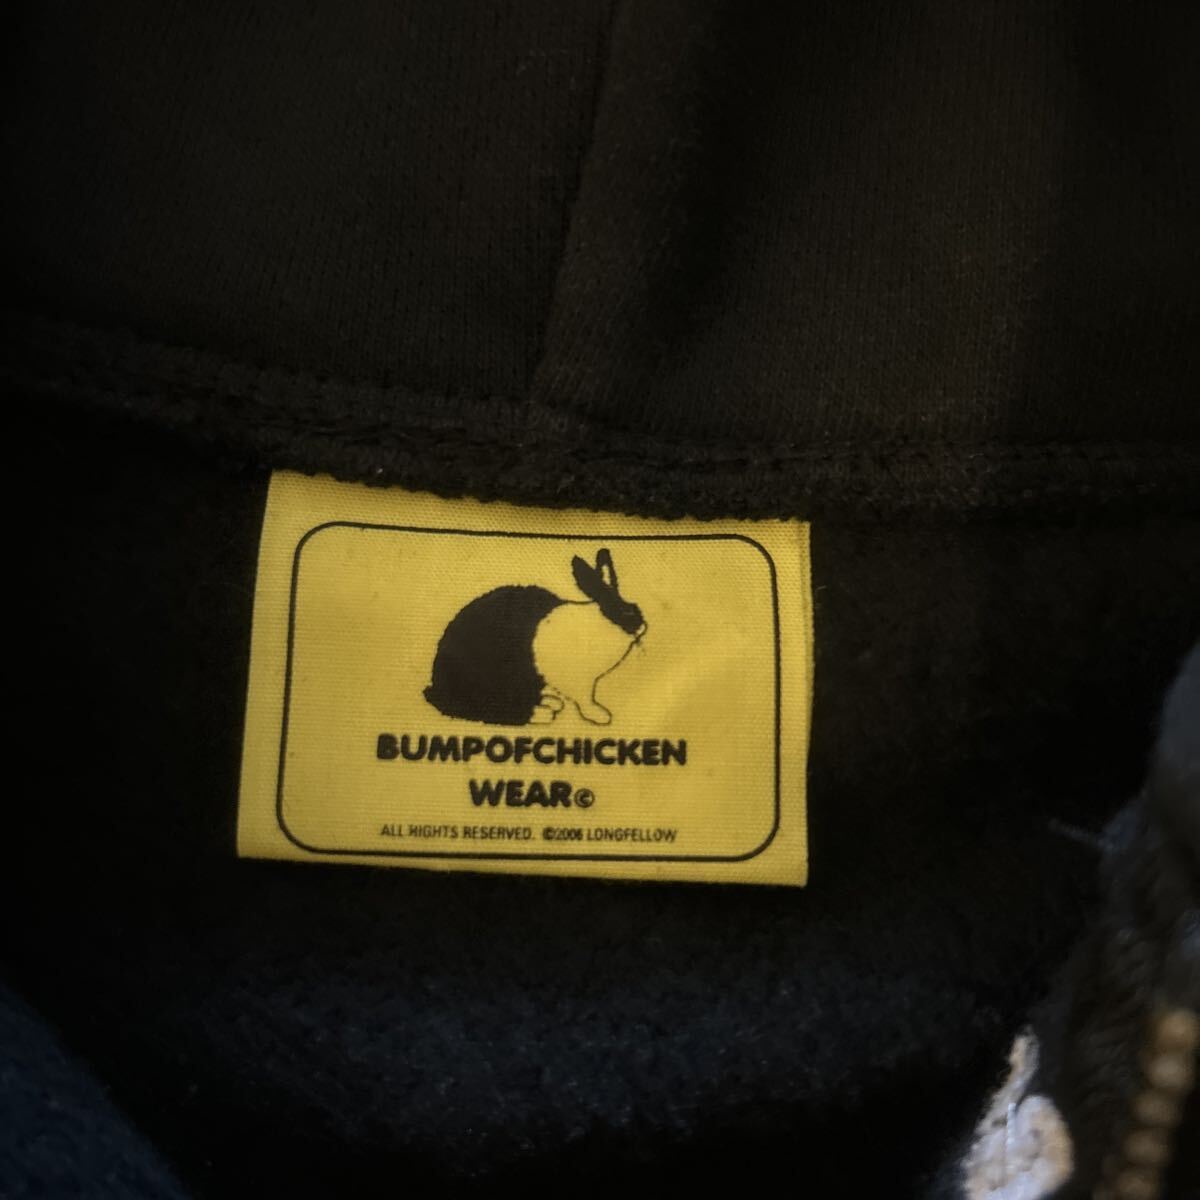 BUMPOFCHICKEN
WEAR©
ALL RIGHTS RESERVED. ©2006 LONGFELLOW